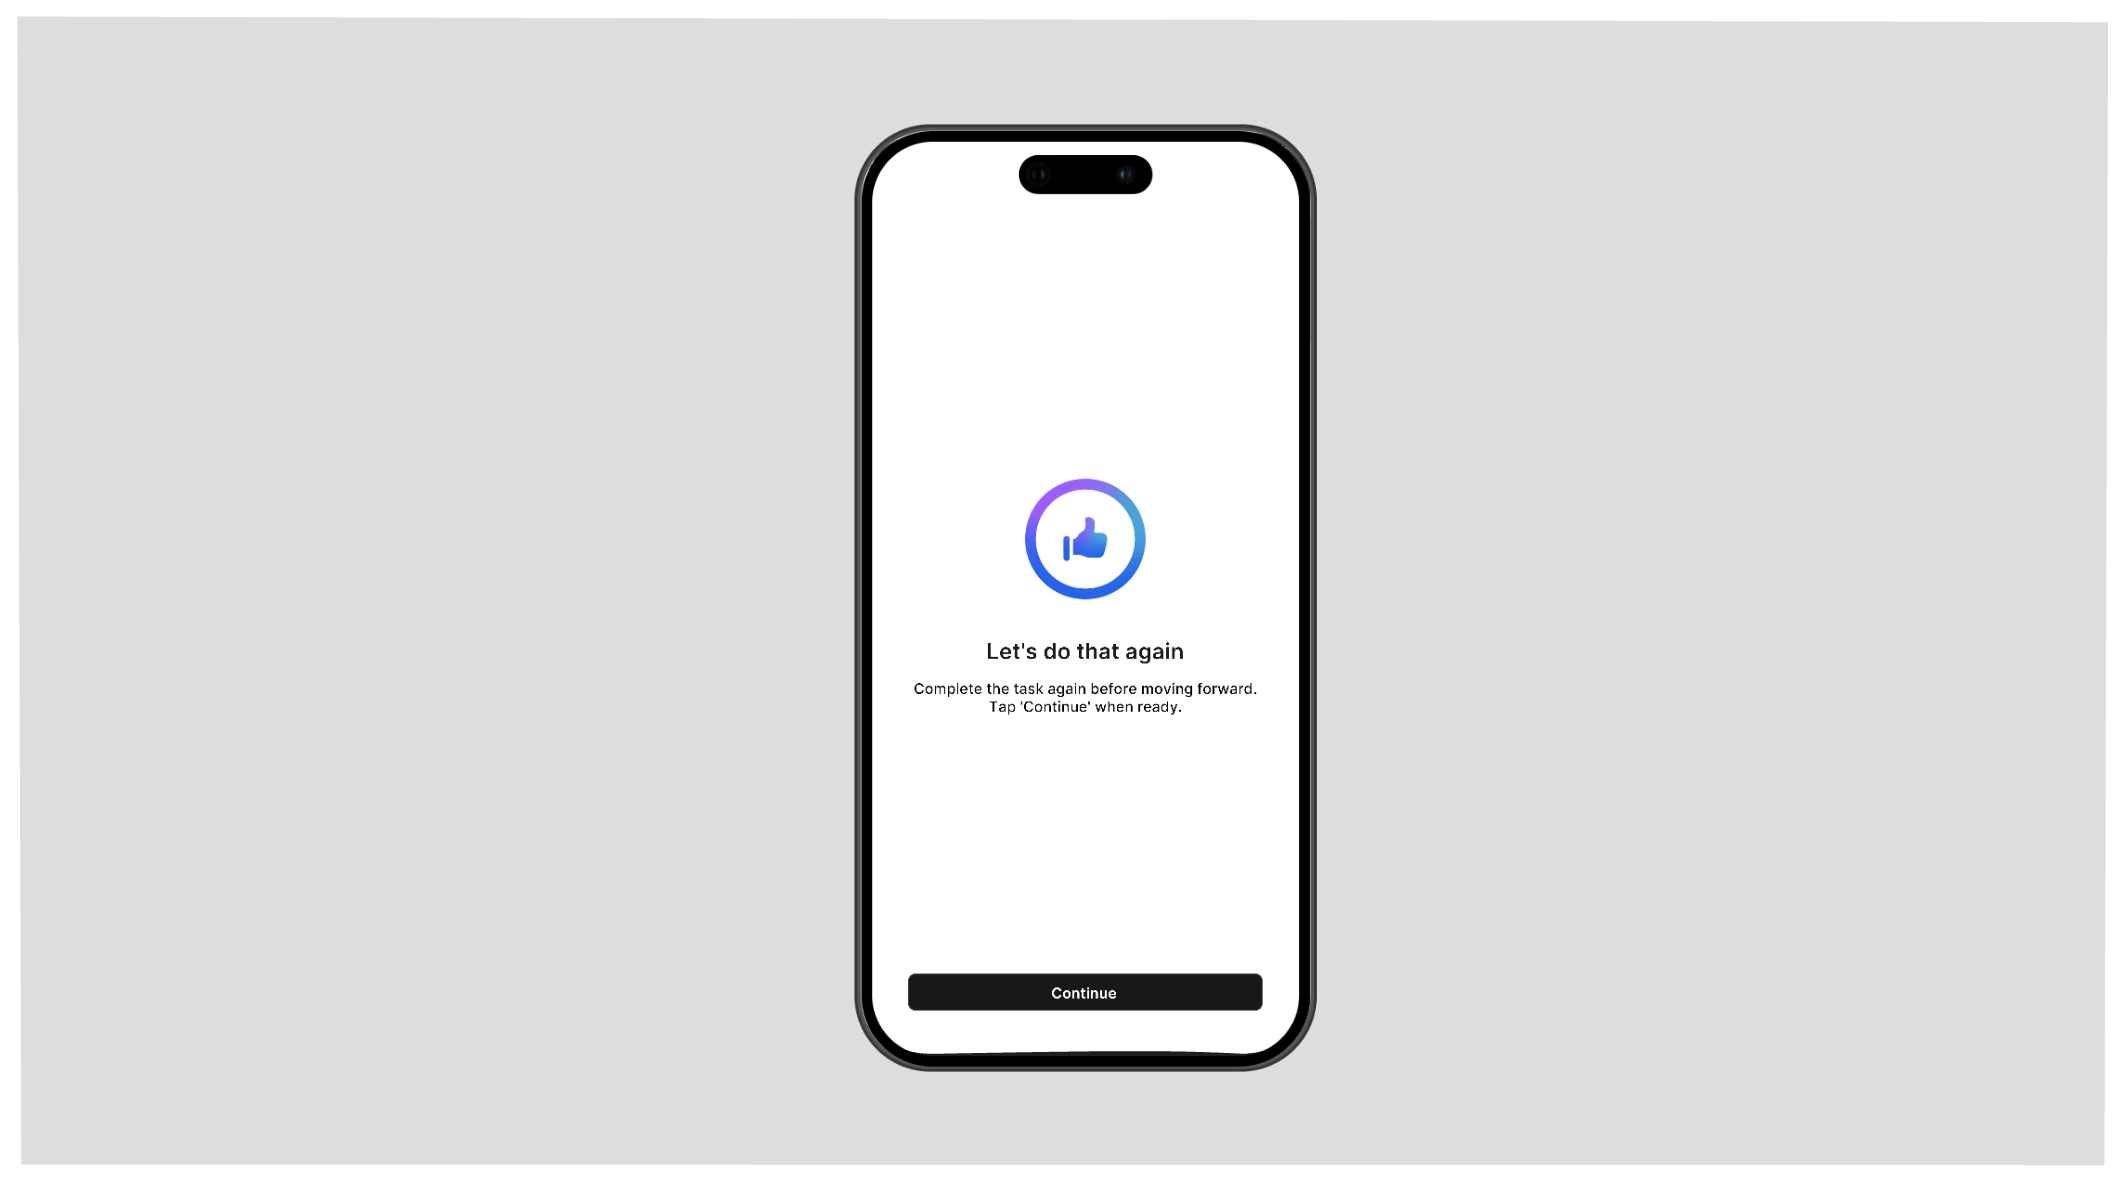 Let's do that again
Complete the task again before moving forward.
Tap 'Continue' when ready.
Continue